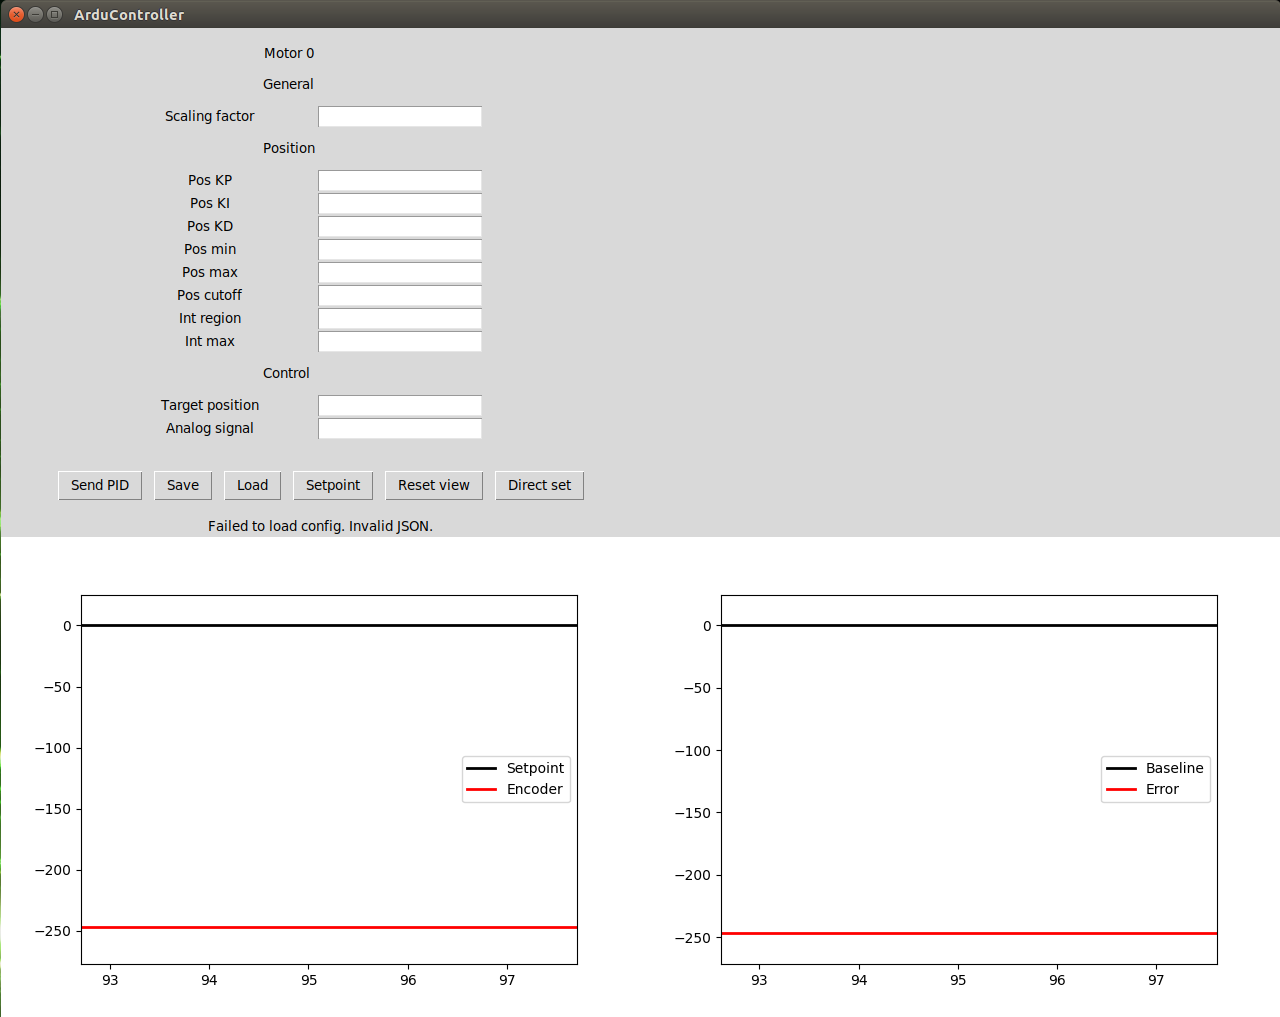 ArduController
Motor 0
General
Scaling factor
Position
Pos KP
Pos KI
Pos KD
Pos min
Pos max
Pos cutoff
Int region
Int max
Control
Target position
Analog signal
Send PID Save Load Setpoint Reset view Direct set
Failed to load config. Invalid JSON.
0
−50
−100
−150
−200
−250
93 94 95 96 97
Setpoint
Encoder
0
−50
−100
−150
−200
−250
93 94 95 96 97
Baseline
Error